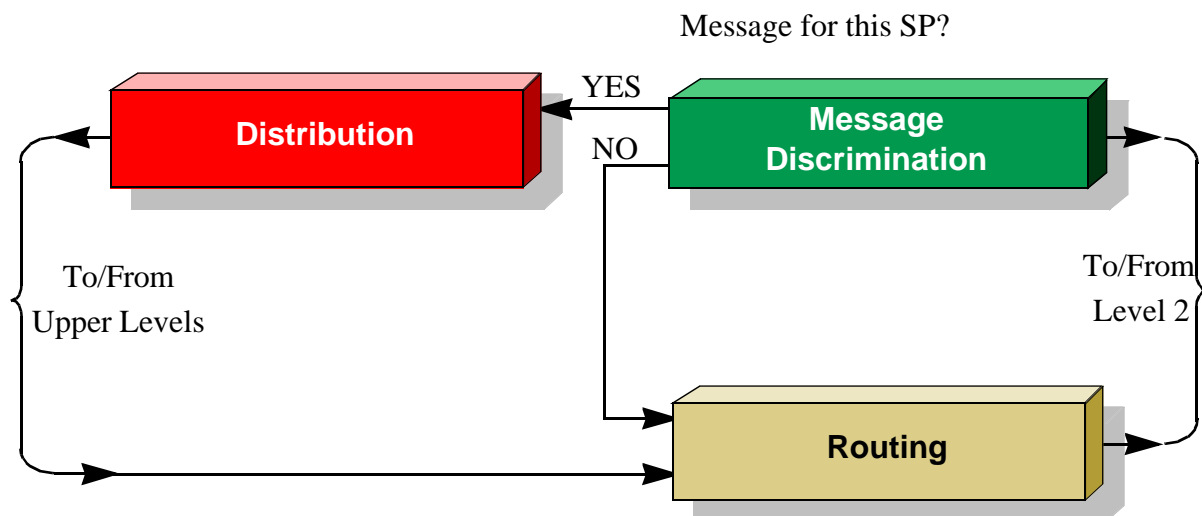 Message for this SP?
YES
Distribution
Message
Discrimination
NO
To/From
Upper Levels
To/From
Level 2
Routing